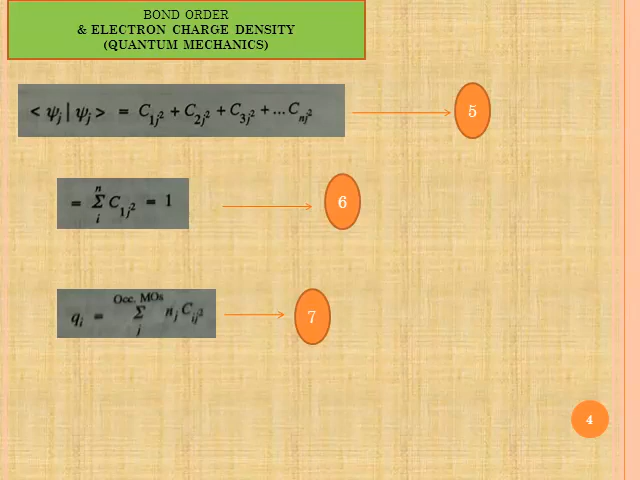 BOND ORDER
& ELECTRON CHARGE DENSITY
(QUANTUM MECHANICS)
< ψj | ψj > = C1j² + C2j² + C3j² + ... Cnj²
5
n
= Σ C1j² = 1
i
6
Occ. MOs
qi = Σ nj Cij²
j
7
4